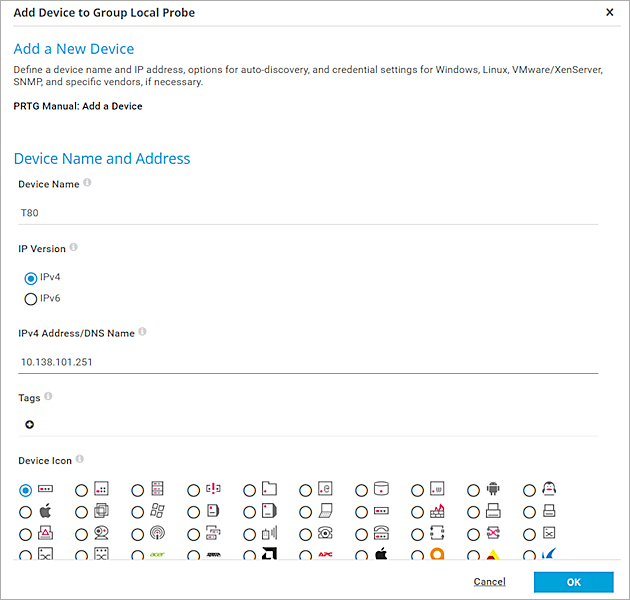 Add Device to Group Local Probe
Add a New Device
Define a device name and IP address, options for auto-discovery, and credential settings for Windows, Linux, VMware/XenServer,
SNMP, and specific vendors, if necessary.
PRTG Manual: Add a Device
Device Name and Address
Device Name
T80
IP Version
IPv4
IPv6
IPv4 Address/DNS Name
10.138.101.251
Tags
Device Icon
acer
APC
Cancel
OK